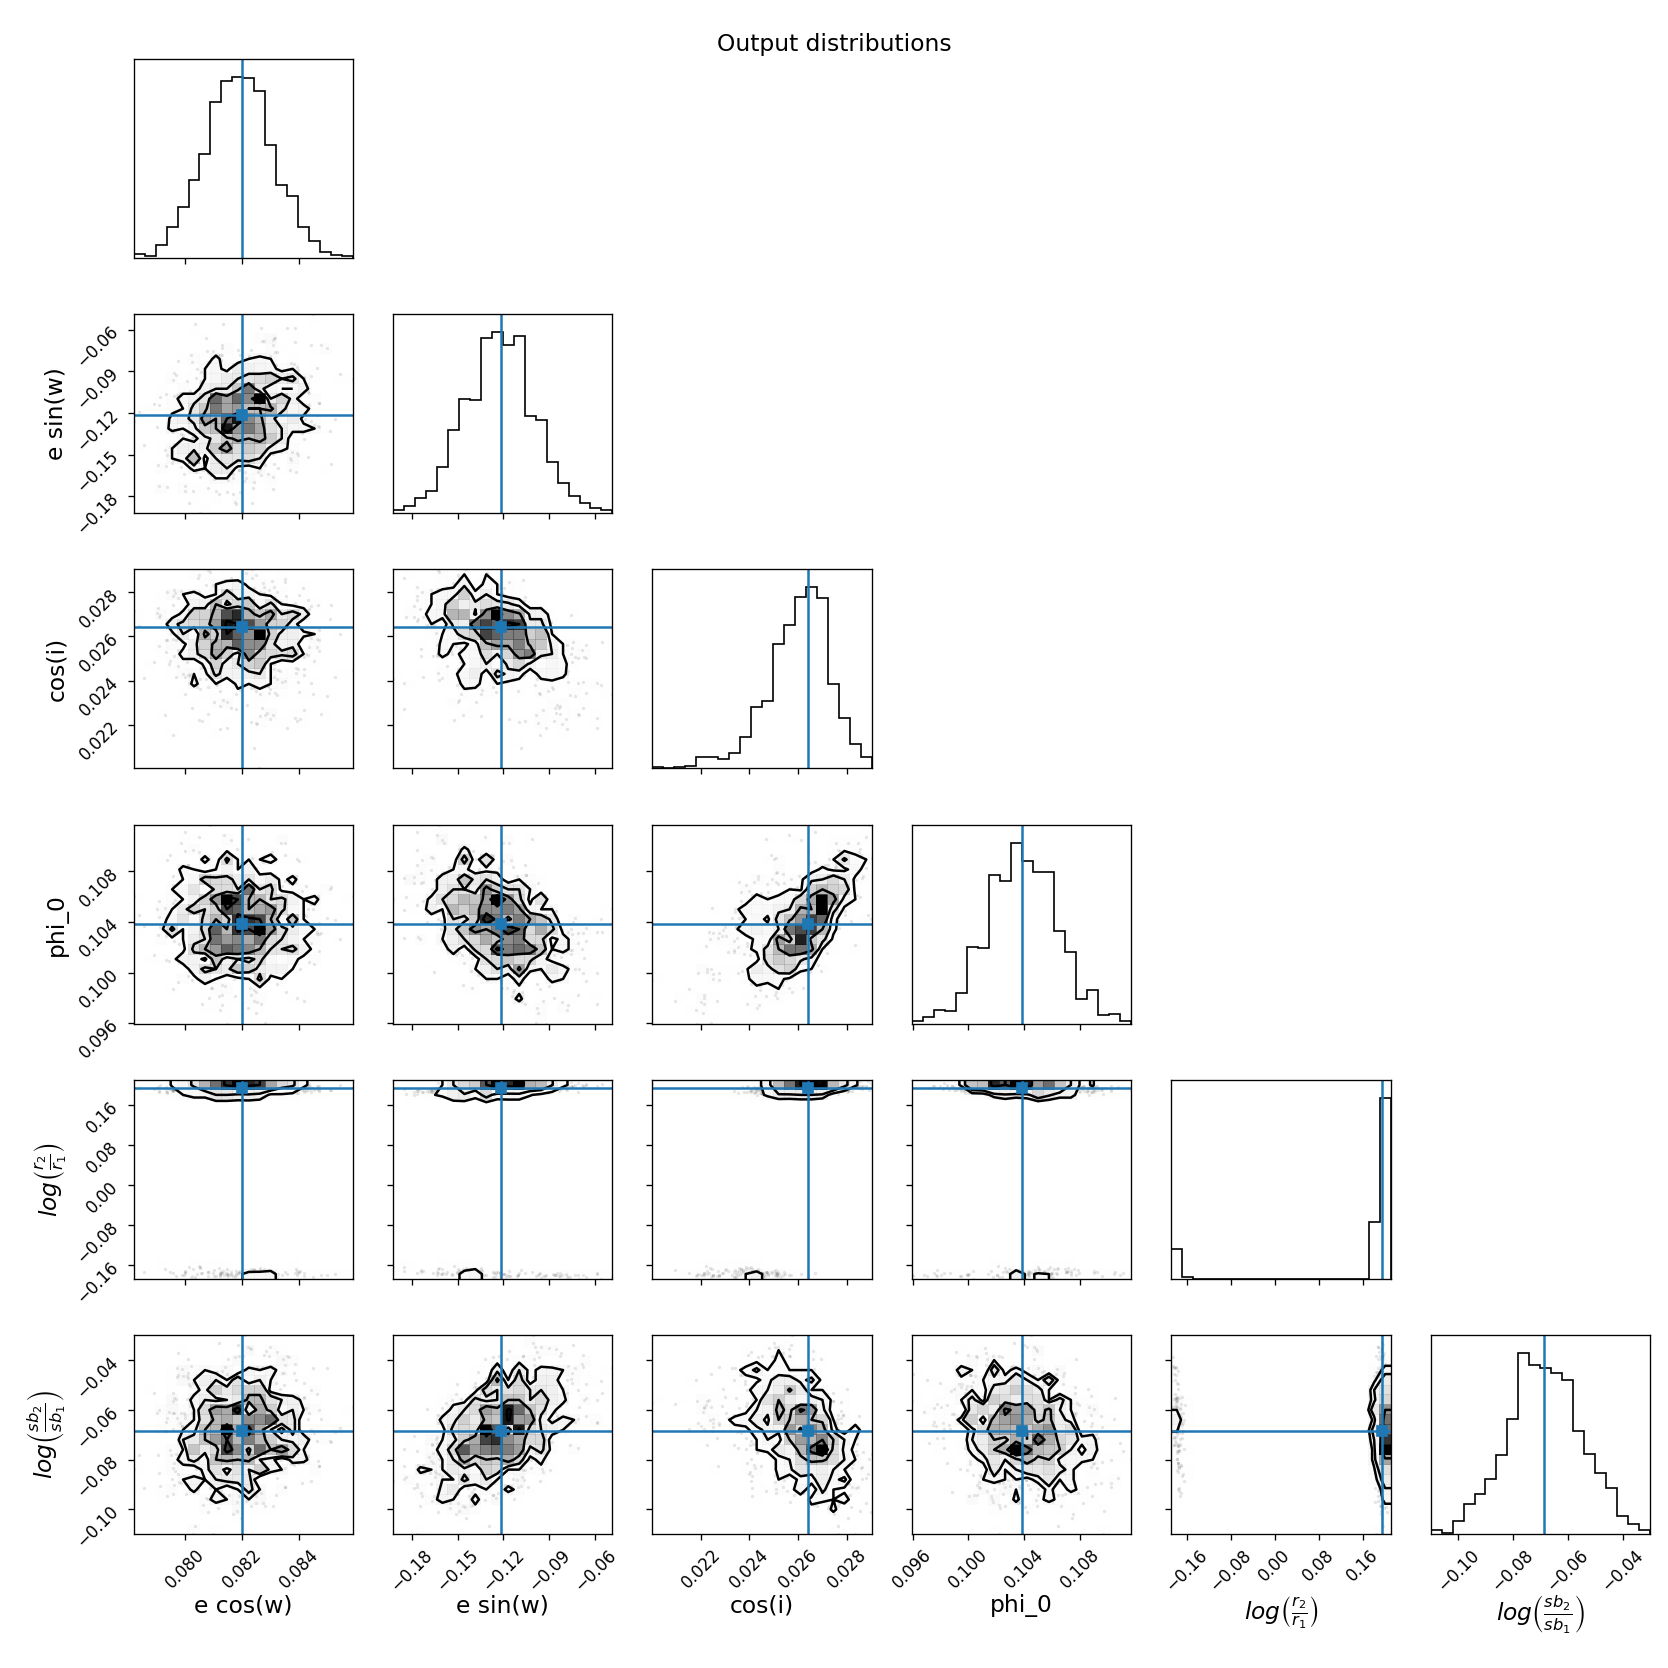 Output distributions
e sin(w)
−0.06
−0.09
−0.12
−0.15
−0.18
cos(i)
0.028
0.026
0.024
0.022
phi_0
0.108
0.104
0.100
0.096
log(r₂/r₁)
0.16
0.08
0.00
−0.08
−0.16
log(sb₂/sb₁)
−0.04
−0.06
−0.08
−0.10
0.080 0.082 0.084
−0.18 −0.15 −0.12 −0.09 −0.06
0.022 0.024 0.026 0.028
0.096 0.100 0.104 0.108
−0.16 −0.08 0.00 0.08 0.16
−0.10 −0.08 −0.06 −0.04
e cos(w) e sin(w) cos(i) phi_0 log(r₂/r₁) log(sb₂/sb₁)